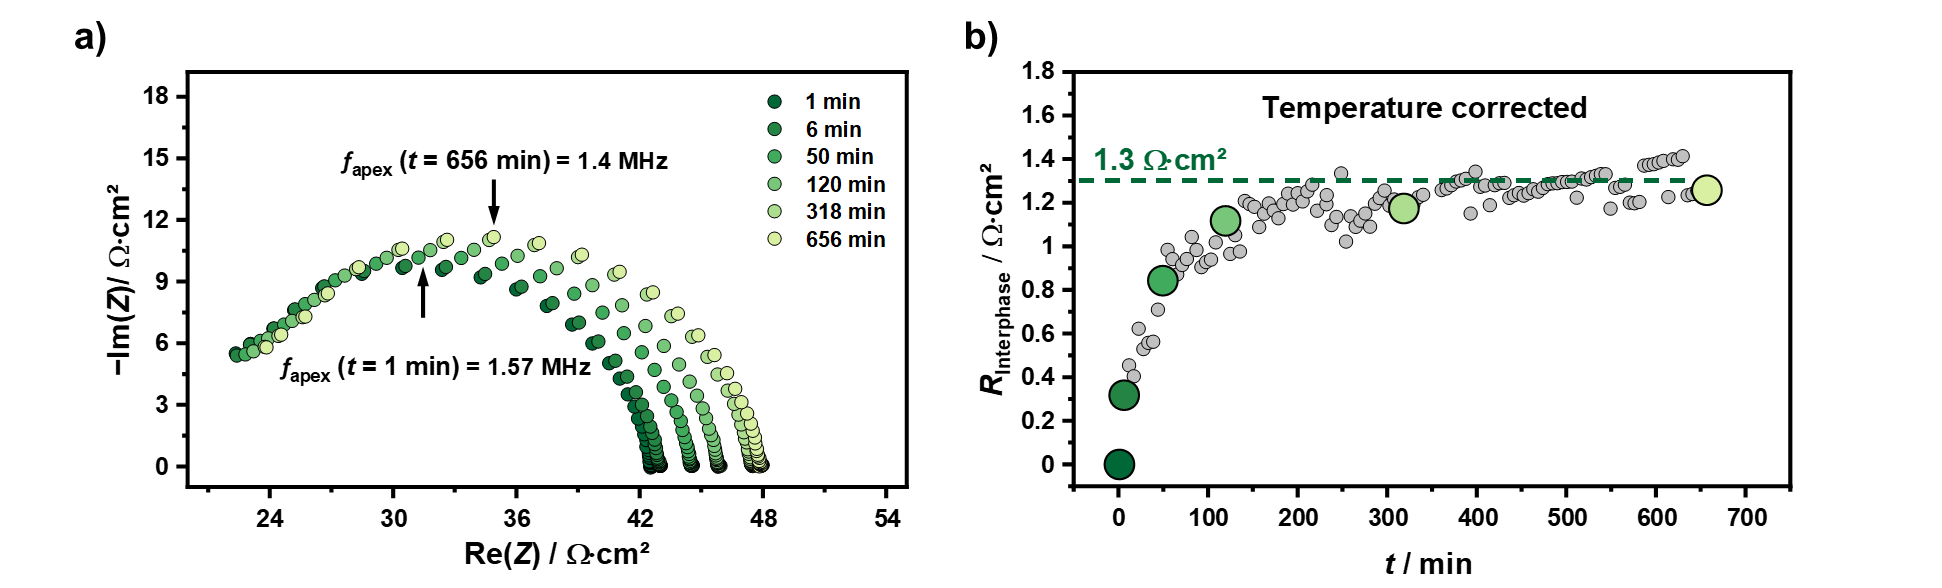 a)
18
15
12
9
6
3
0
−Im(Z)/ Ω·cm²
24
30
36
42
48
54
Re(Z) / Ω·cm²
1 min
6 min
50 min
120 min
318 min
656 min
fapex (t = 656 min) = 1.4 MHz
fapex (t = 1 min) = 1.57 MHz
b)
1.8
1.6
1.4
1.2
1
0.8
0.6
0.4
0.2
0
RInterphase / Ω·cm²
Temperature corrected
1.3 Ω·cm²
0
100
200
300
400
500
600
700
t / min